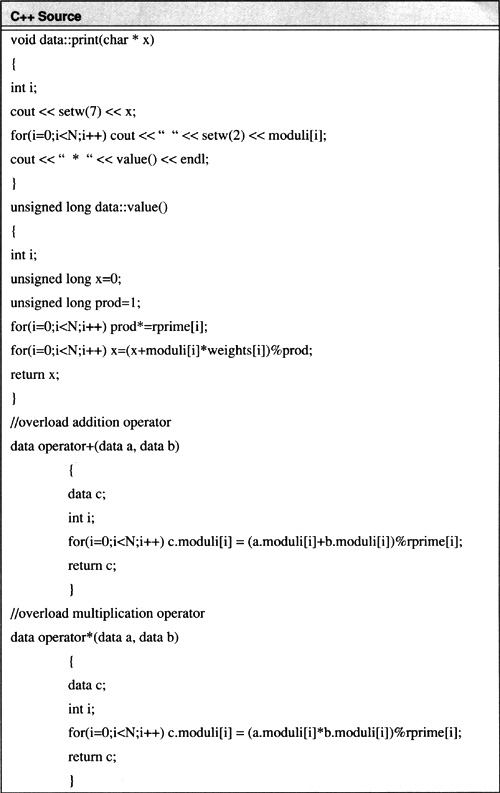 C++ Source
void data::print(char * x)
{
int i;
cout << setw(7) << x;
for(i=0;i<N;i++) cout << “  “ << setw(2) << moduli[i];
cout << “  *  “ << value() << endl;
}
unsigned long data::value()
{
int i;
unsigned long x=0;
unsigned long prod=1;
for(i=0;i<N;i++) prod*=rprime[i];
for(i=0;i<N;i++) x=(x+moduli[i]*weights[i])%prod;
return x;
}
//overload addition operator
data operator+(data a, data b)
{
data c;
int i;
for(i=0;i<N;i++) c.moduli[i] = (a.moduli[i]+b.moduli[i])%rprime[i];
return c;
}
//overload multiplication operator
data operator*(data a, data b)
{
data c;
int i;
for(i=0;i<N;i++) c.moduli[i] = (a.moduli[i]*b.moduli[i])%rprime[i];
return c;
}